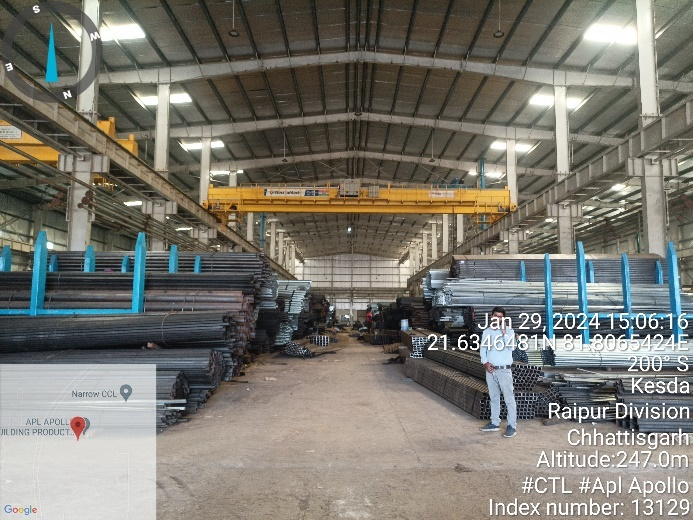 W
S
E
N
Jan 29, 2024 15:06:16
21.6346481N 81.8065424E
200° S
Kesda
Raipur Division
Chhattisgarh
Altitude:247.0m
#CTL #Apl Apollo
Index number: 13129
Narrow CCL
APL APOLLO
UILDING PRODUCT...
Google